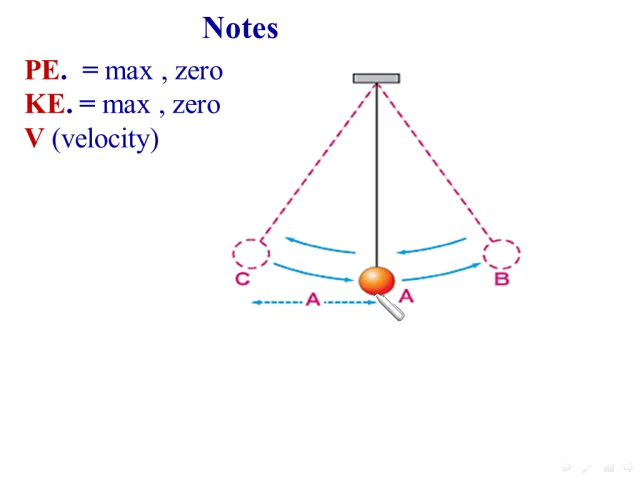 Notes
PE.  = max , zero
KE. = max , zero
V (velocity)
C
A
B
A